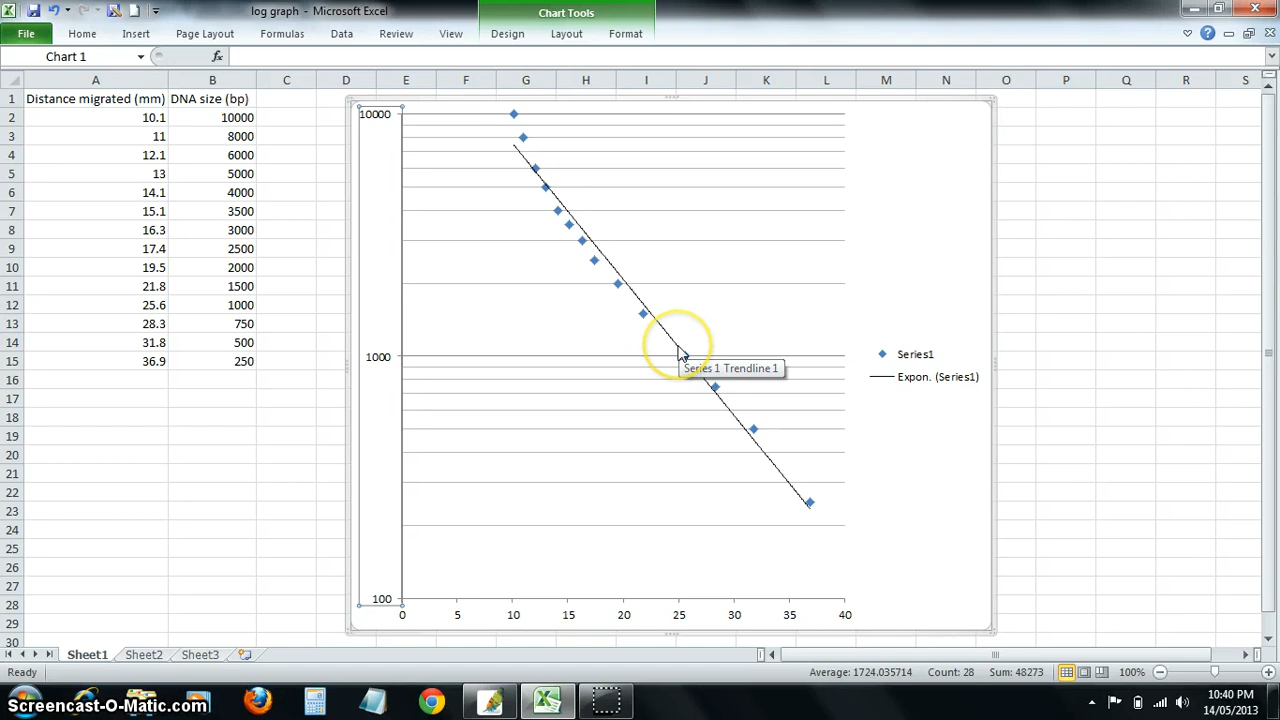 log graph - Microsoft Excel
Chart Tools
File Home Insert Page Layout Formulas Data Review View Design Layout Format
Chart 1 fx
A B C D E F G H I J K L M N O P Q R S
1 Distance migrated (mm) DNA size (bp)
2 10.1 10000
3 11 8000
4 12.1 6000
5 13 5000
6 14.1 4000
7 15.1 3500
8 16.3 3000
9 17.4 2500
10 19.5 2000
11 21.8 1500
12 25.6 1000
13 28.3 750
14 31.8 500
15 36.9 250
16
17
18
19
20
21
22
23
24
25
26
27
28
29
30
10000
1000
100
0 5 10 15 20 25 30 35 40
Series 1 Trendline 1
Series1
Expon. (Series1)
Sheet1 Sheet2 Sheet3
Ready Average: 1724.035714 Count: 28 Sum: 48273 100%
Screencast-O-Matic.com
10:40 PM
14/05/2013